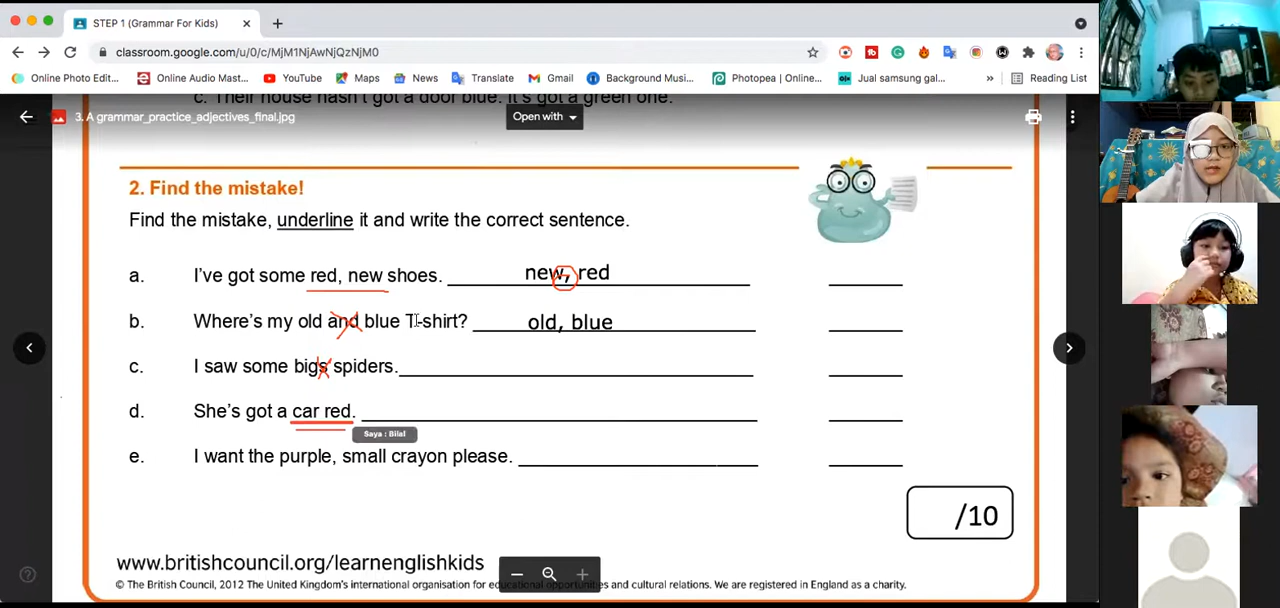 STEP 1 (Grammar For Kids)
classroom.google.com/u/0/c/MjM1NjAwNjQzNjM0
Online Photo Edit... Online Audio Mast... YouTube Maps News Translate Gmail Background Musi... Photopea | Online... Jual samsung gal... » Reading List
c. Their house hasn't got a door blue. It's got a green one.
3. A grammar_practice_adjectives_final.jpg Open with
2. Find the mistake!
Find the mistake, underline it and write the correct sentence.
a. I've got some red, new shoes. new, red
b. Where's my old and blue T-shirt? old, blue
c. I saw some bigs spiders.
d. She's got a car red.
Saya : Bilal
e. I want the purple, small crayon please.
/10
www.britishcouncil.org/learnenglishkids
© The British Council, 2012 The United Kingdom's international organisation for educational opportunities and cultural relations. We are registered in England as a charity.